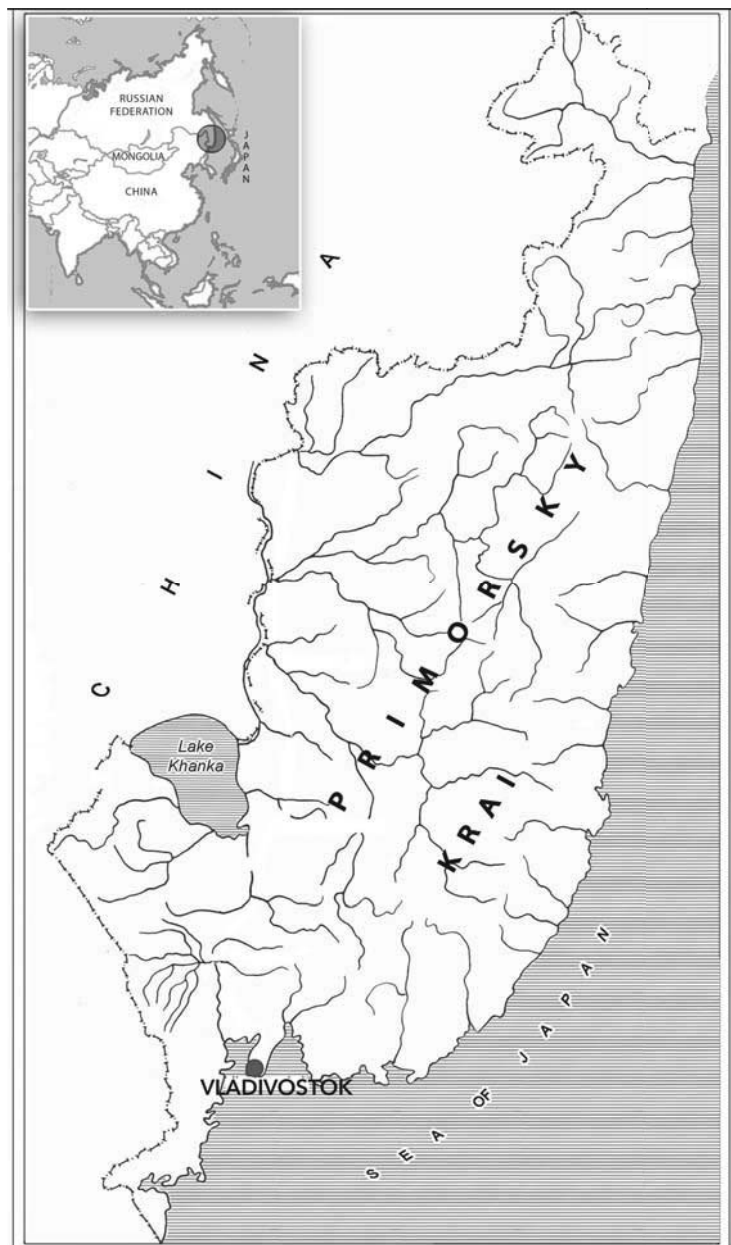 RUSSIAN
FEDERATION
MONGOLIA
CHINA
JAPAN
CHINA
PRIMORSKY
KRAI
Lake
Khanka
VLADIVOSTOK
SEA OF JAPAN